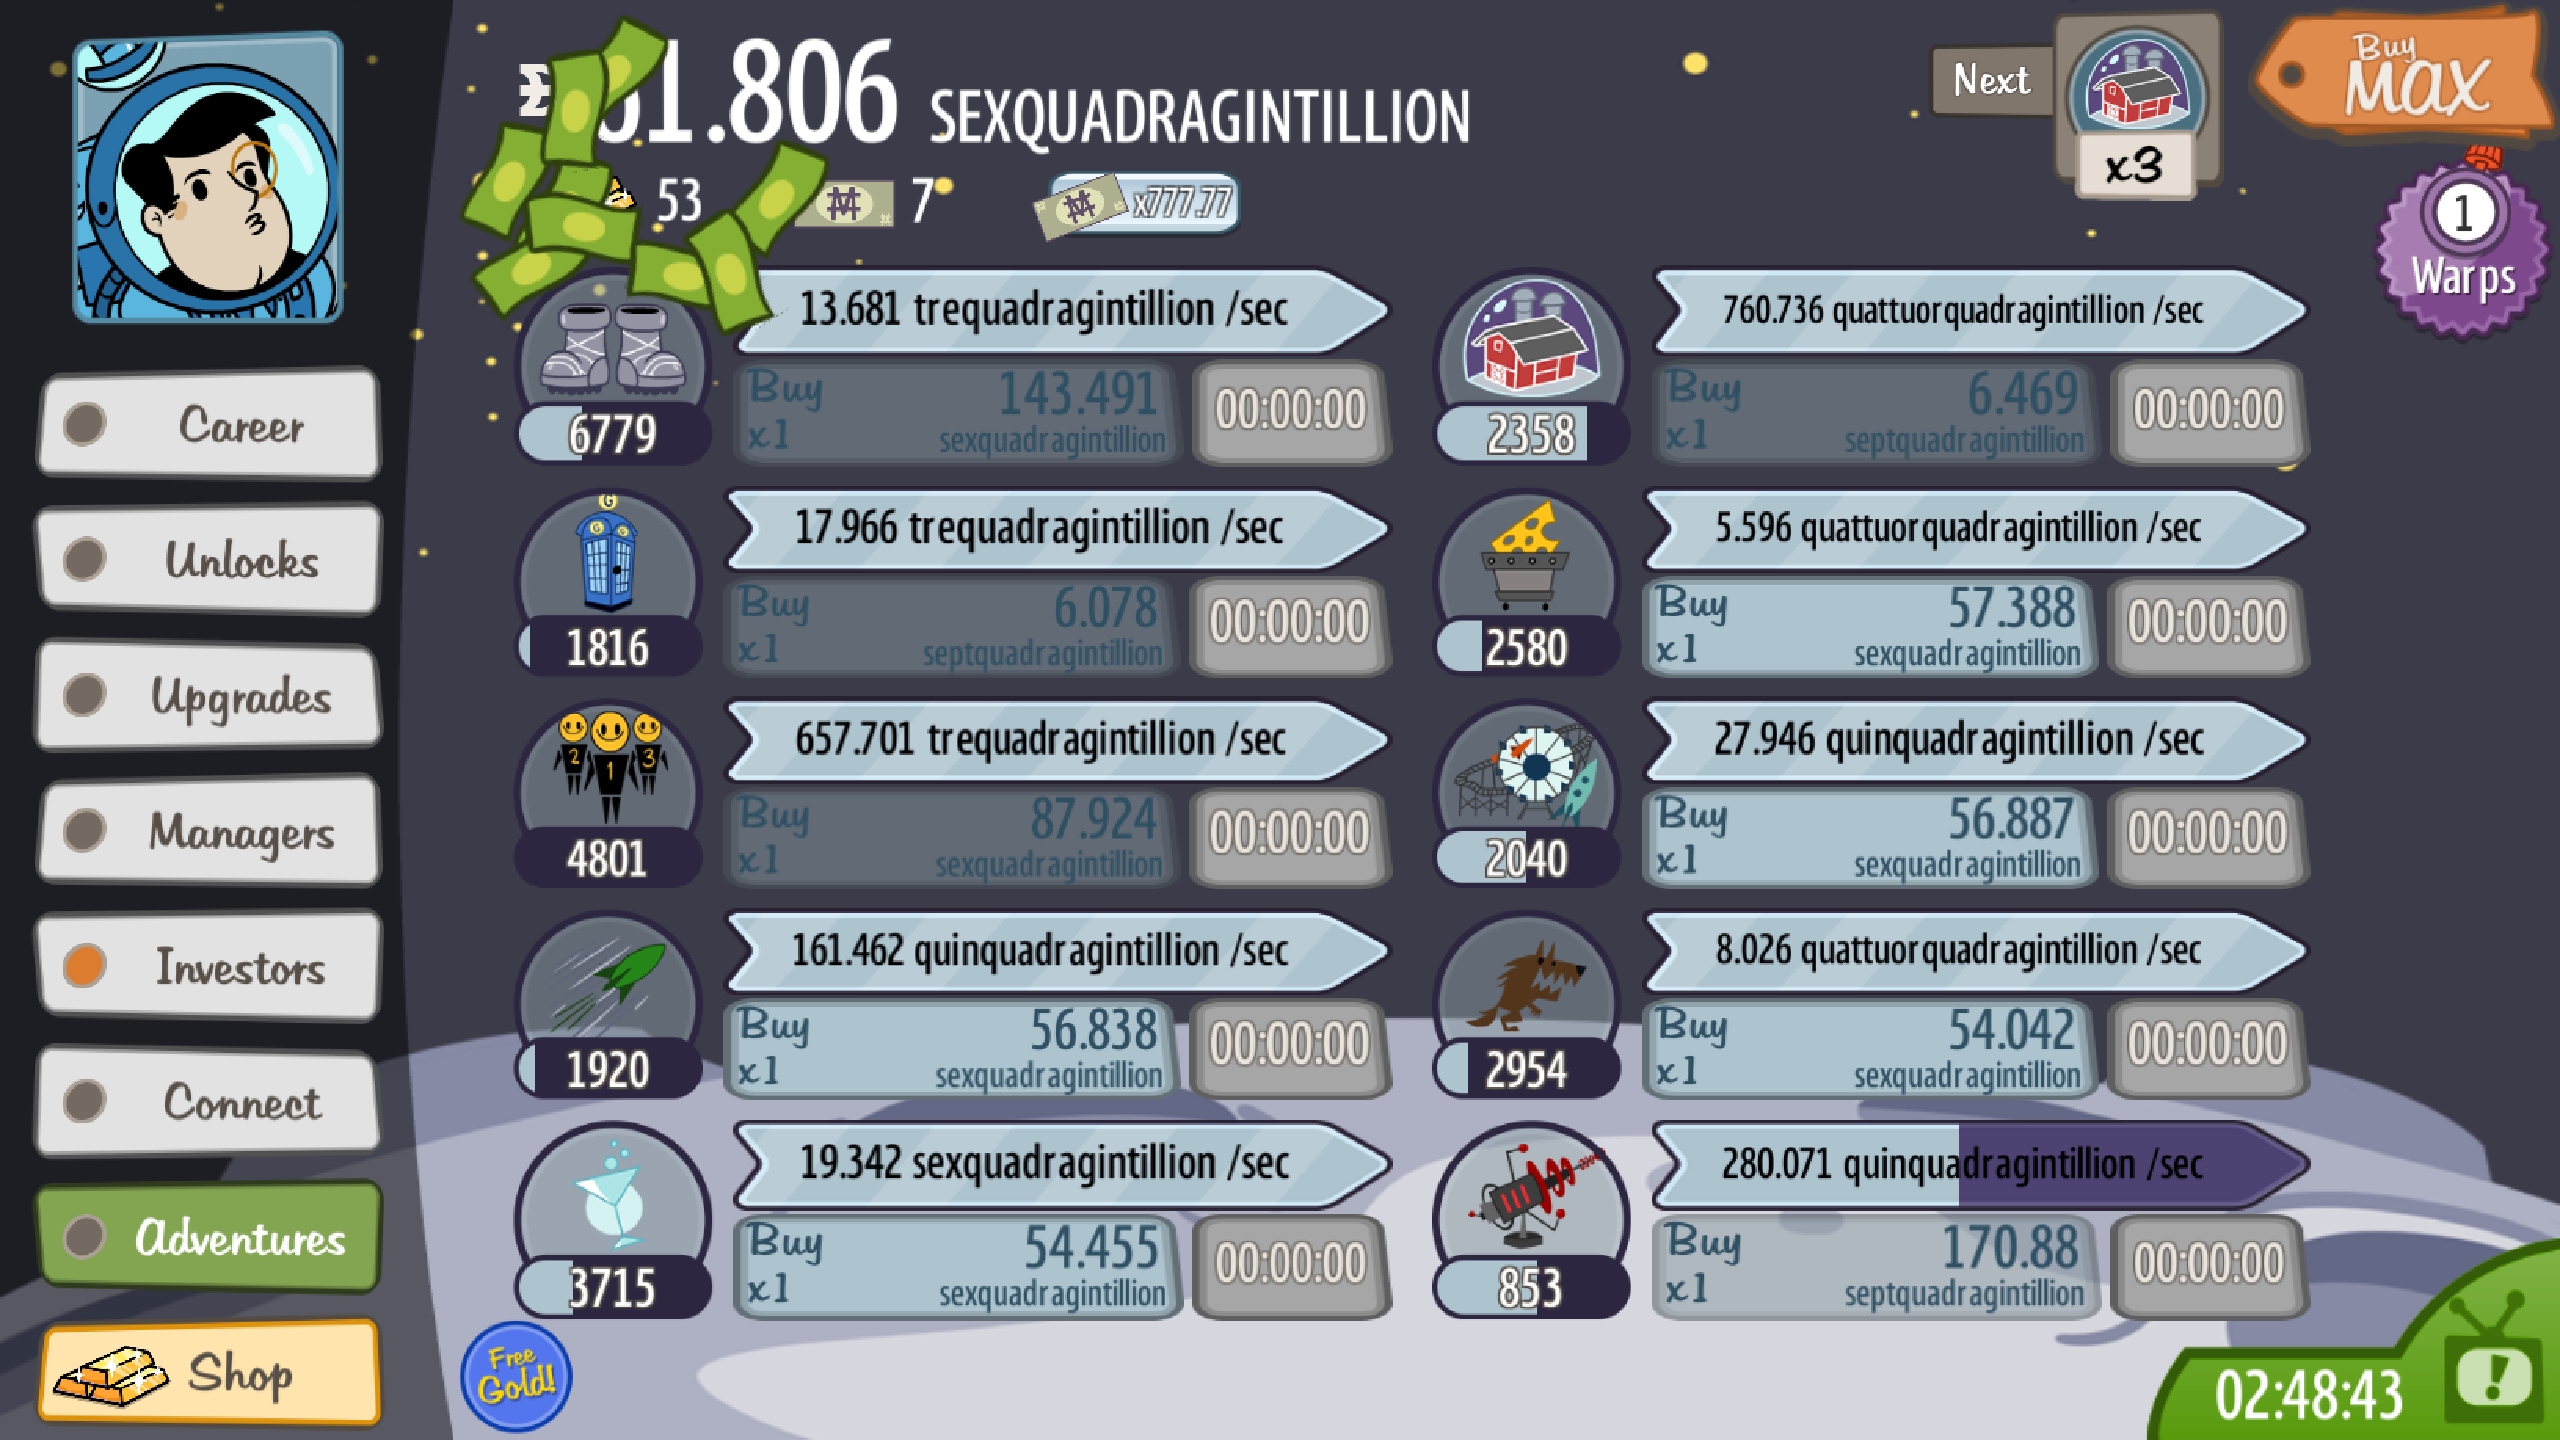 1.806 SEXQUADRAGINTILLION
Next
x3
Buy
MAX
53
7
x777.77
1
Warps
Career
Unlocks
Upgrades
Managers
Investors
Connect
Adventures
Shop
13.681 trequadragintillion /sec
Buy 143.491
x1 sexquadragintillion
00:00:00
6779
760.736 quattuorquadragintillion /sec
Buy 6.469
x1 septquadragintillion
00:00:00
2358
G
G G
17.966 trequadragintillion /sec
Buy 6.078
x1 septquadragintillion
00:00:00
1816
5.596 quattuorquadragintillion /sec
Buy 57.388
x1 sexquadragintillion
00:00:00
2580
2 1 3
657.701 trequadragintillion /sec
Buy 87.924
x1 sexquadragintillion
00:00:00
4801
27.946 quinquadragintillion /sec
Buy 56.887
x1 sexquadragintillion
00:00:00
2040
161.462 quinquadragintillion /sec
Buy 56.838
x1 sexquadragintillion
00:00:00
1920
8.026 quattuorquadragintillion /sec
Buy 54.042
x1 sexquadragintillion
00:00:00
2954
19.342 sexquadragintillion /sec
Buy 54.455
x1 sexquadragintillion
00:00:00
3715
280.071 quinquadragintillion /sec
Buy 170.88
x1 septquadragintillion
00:00:00
853
Free
Gold!
02:48:43
!